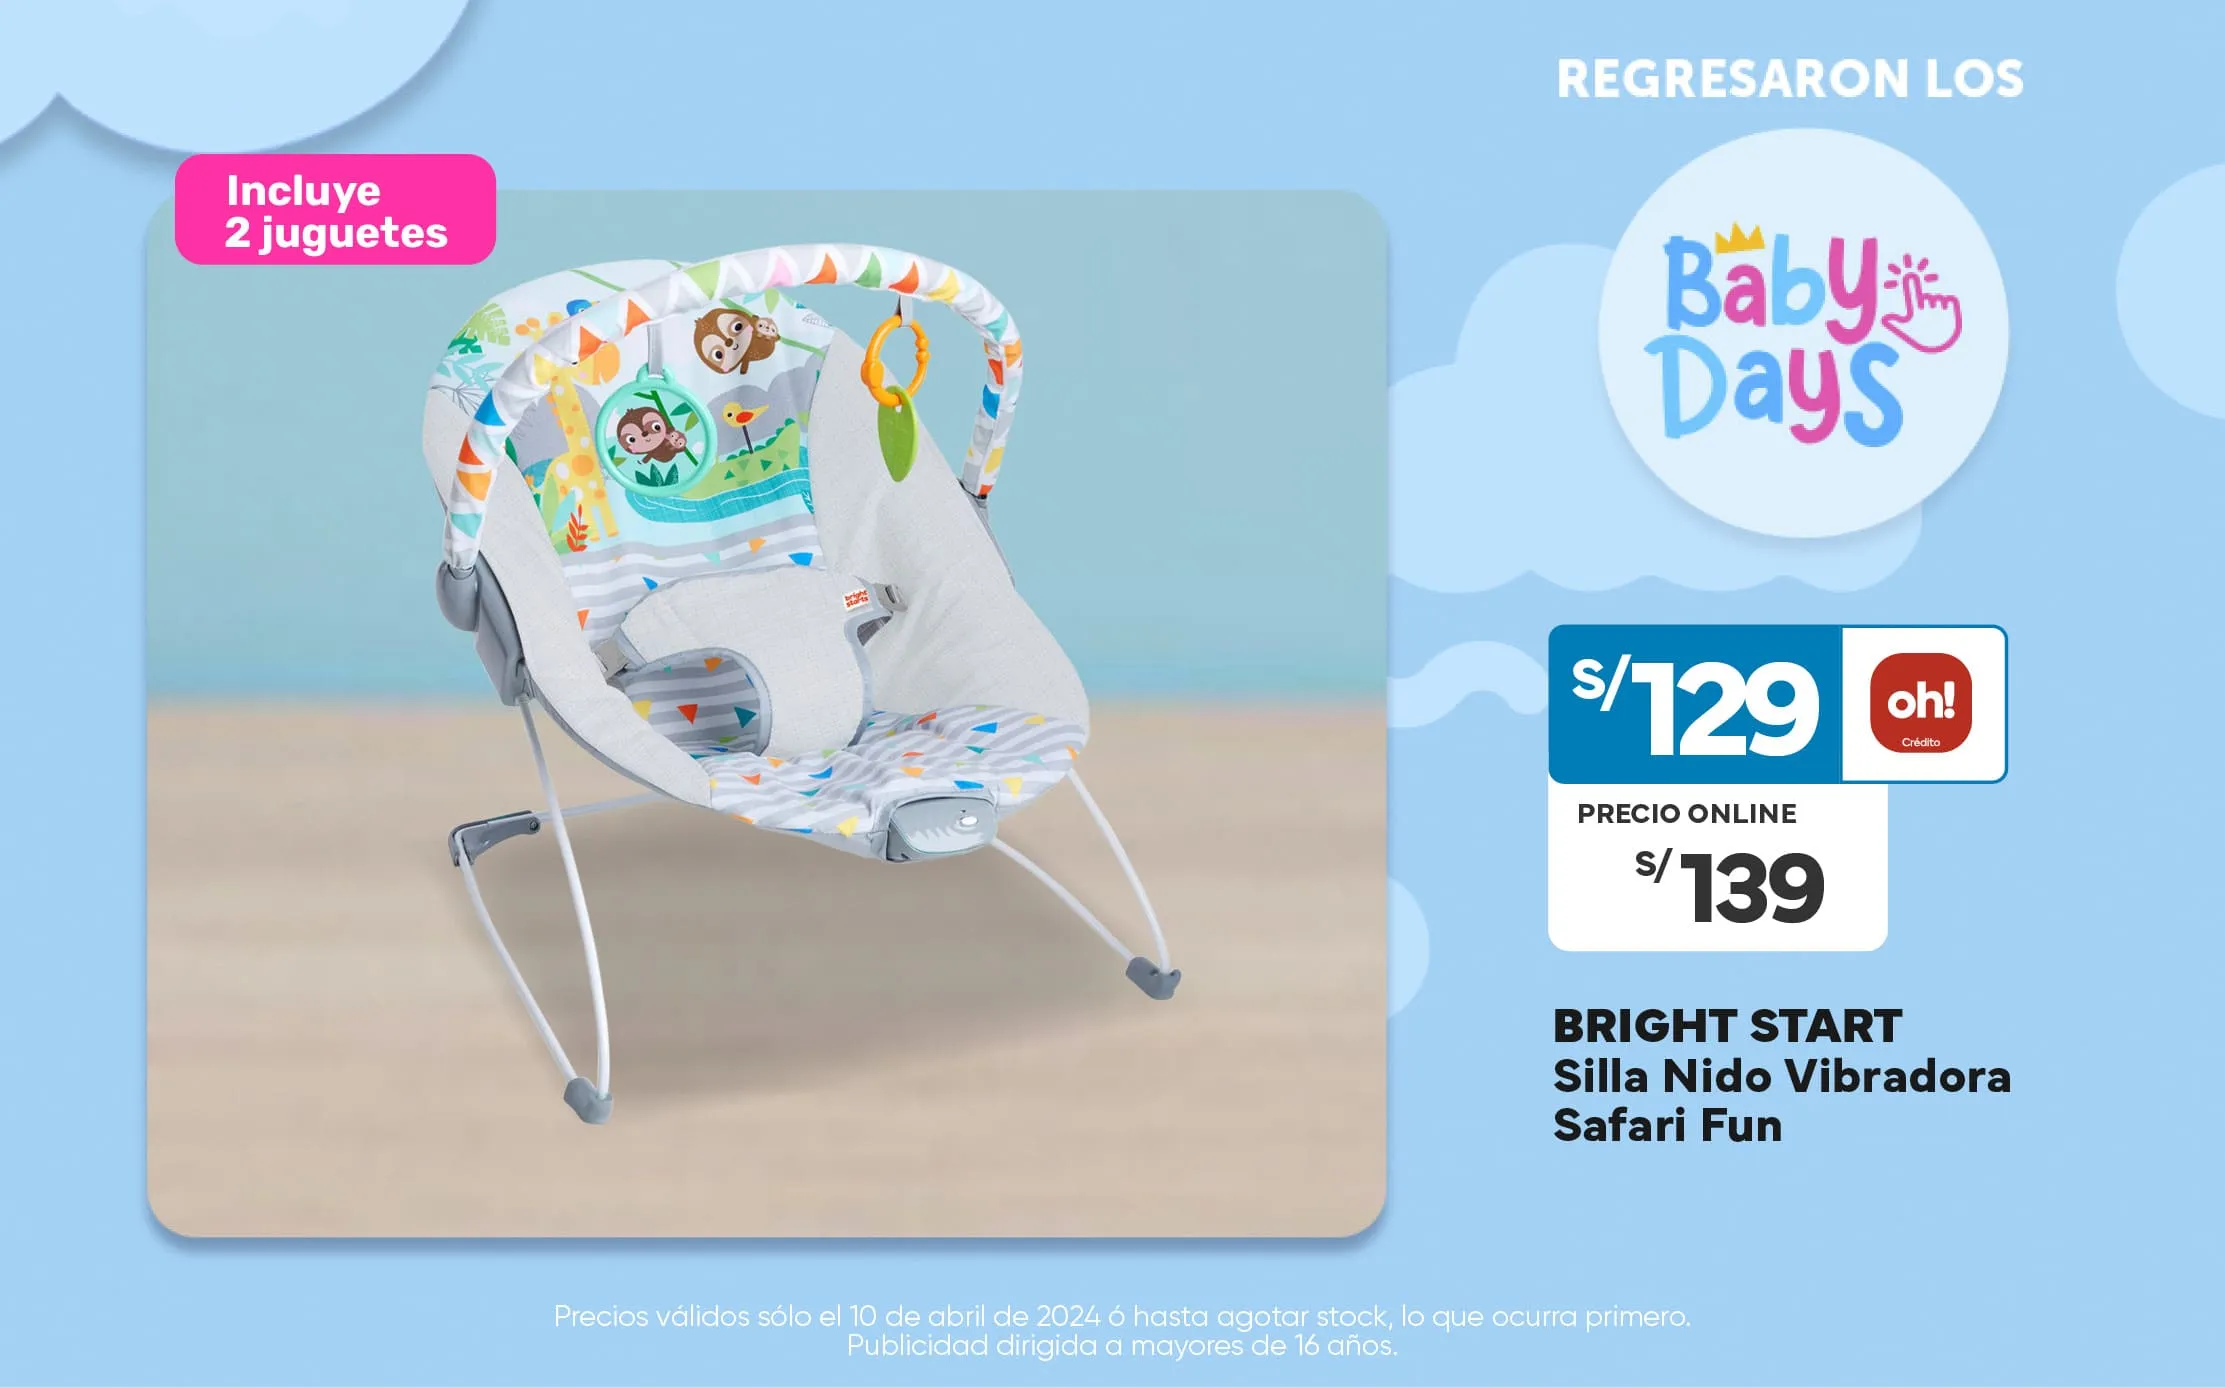 REGRESARON LOS
Baby
Days
Incluye
2 juguetes
bright
starts
S/129
oh!
Crédito
PRECIO ONLINE
S/139
BRIGHT START
Silla Nido Vibradora
Safari Fun
Precios válidos sólo el 10 de abril de 2024 ó hasta agotar stock, lo que ocurra primero.
Publicidad dirigida a mayores de 16 años.